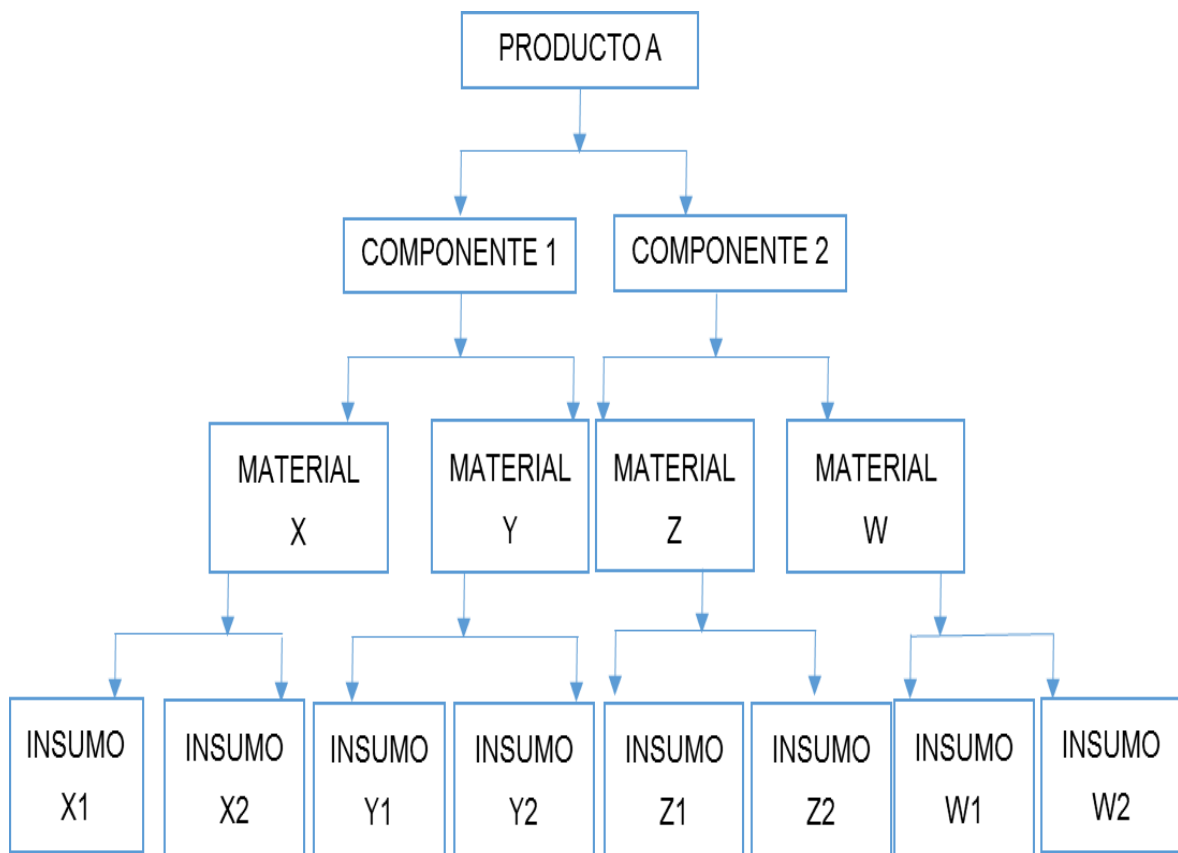 PRODUCTO A
COMPONENTE 1
COMPONENTE 2
MATERIAL
X
MATERIAL
Y
MATERIAL
Z
MATERIAL
W
INSUMO
X1
INSUMO
X2
INSUMO
Y1
INSUMO
Y2
INSUMO
Z1
INSUMO
Z2
INSUMO
W1
INSUMO
W2